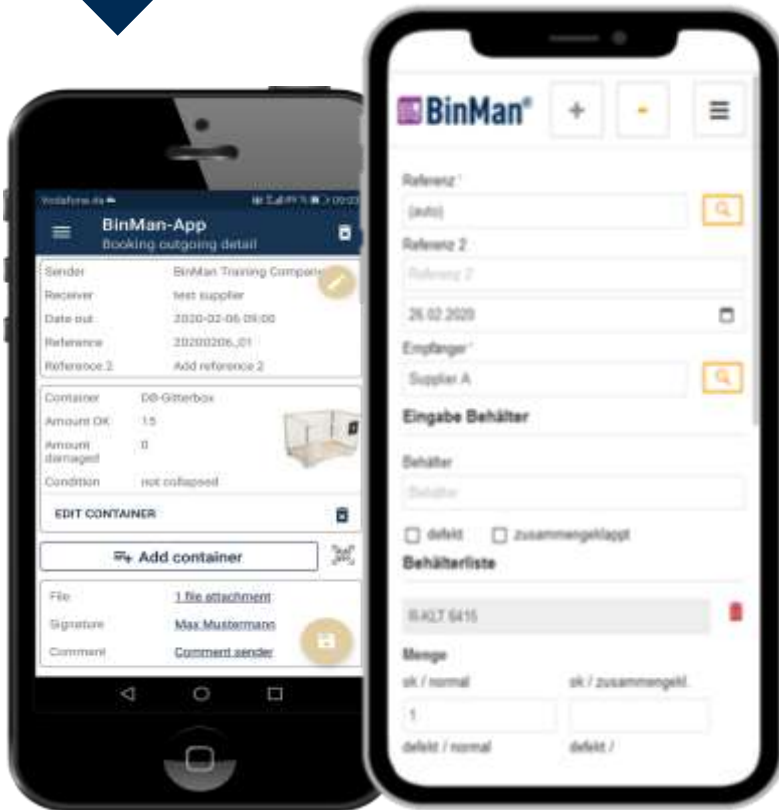 BinMan-App
Booking outgoing detail
Sender BinMan Training Company
Receiver test supplier
Date out 2020-02-06 09:00
Reference 20200206_01
Reference 2 Add reference 2
Container DB-Gitterbox
Amount OK 15
Amount damaged 0
Condition not collapsed
EDIT CONTAINER
Add container
File 1 file attachment
Signature Max Mustermann
Comment Comment sender
BinMan®
+
-
Referenz *
(auto)
Referenz 2
Referenz 2
26.02.2020
Empfänger *
Supplier A
Eingabe Behälter
Behälter
Behälter
defekt zusammengeklappt
Behälterliste
R-KLT 6415
Menge
ok / normal ok / zusammengekl.
1
defekt / normal defekt /